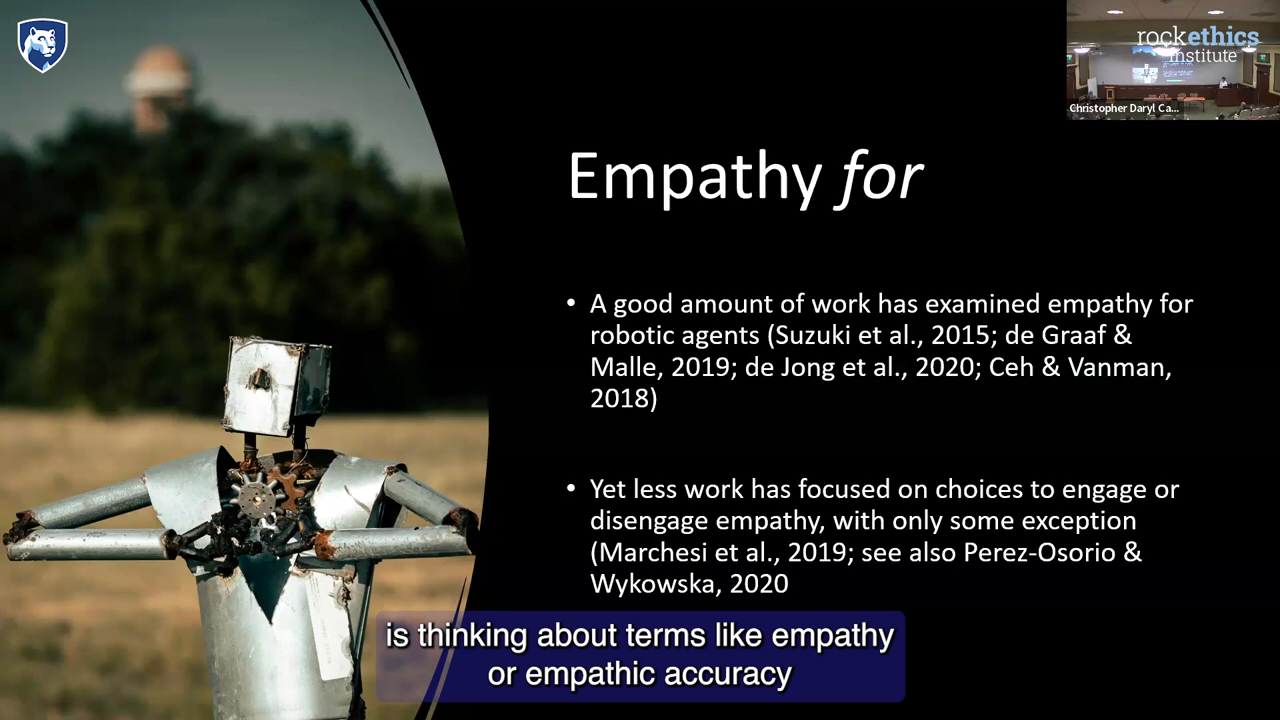 rockethics
institute
Christopher Daryl Ca...
Empathy for
• A good amount of work has examined empathy for
robotic agents (Suzuki et al., 2015; de Graaf &
Malle, 2019; de Jong et al., 2020; Ceh & Vanman,
2018)
• Yet less work has focused on choices to engage or
disengage empathy, with only some exception
(Marchesi et al., 2019; see also Perez-Osorio &
Wykowska, 2020
is thinking about terms like empathy
or empathic accuracy